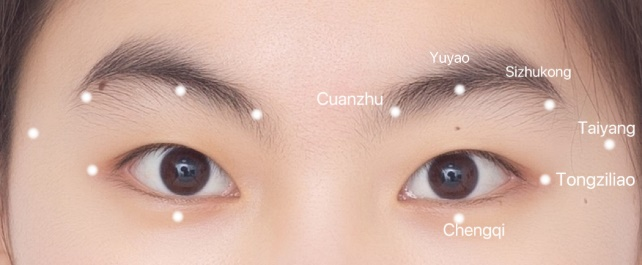 Yuyao
Sizhukong
Cuanzhu
Taiyang
Tongziliao
Chengqi